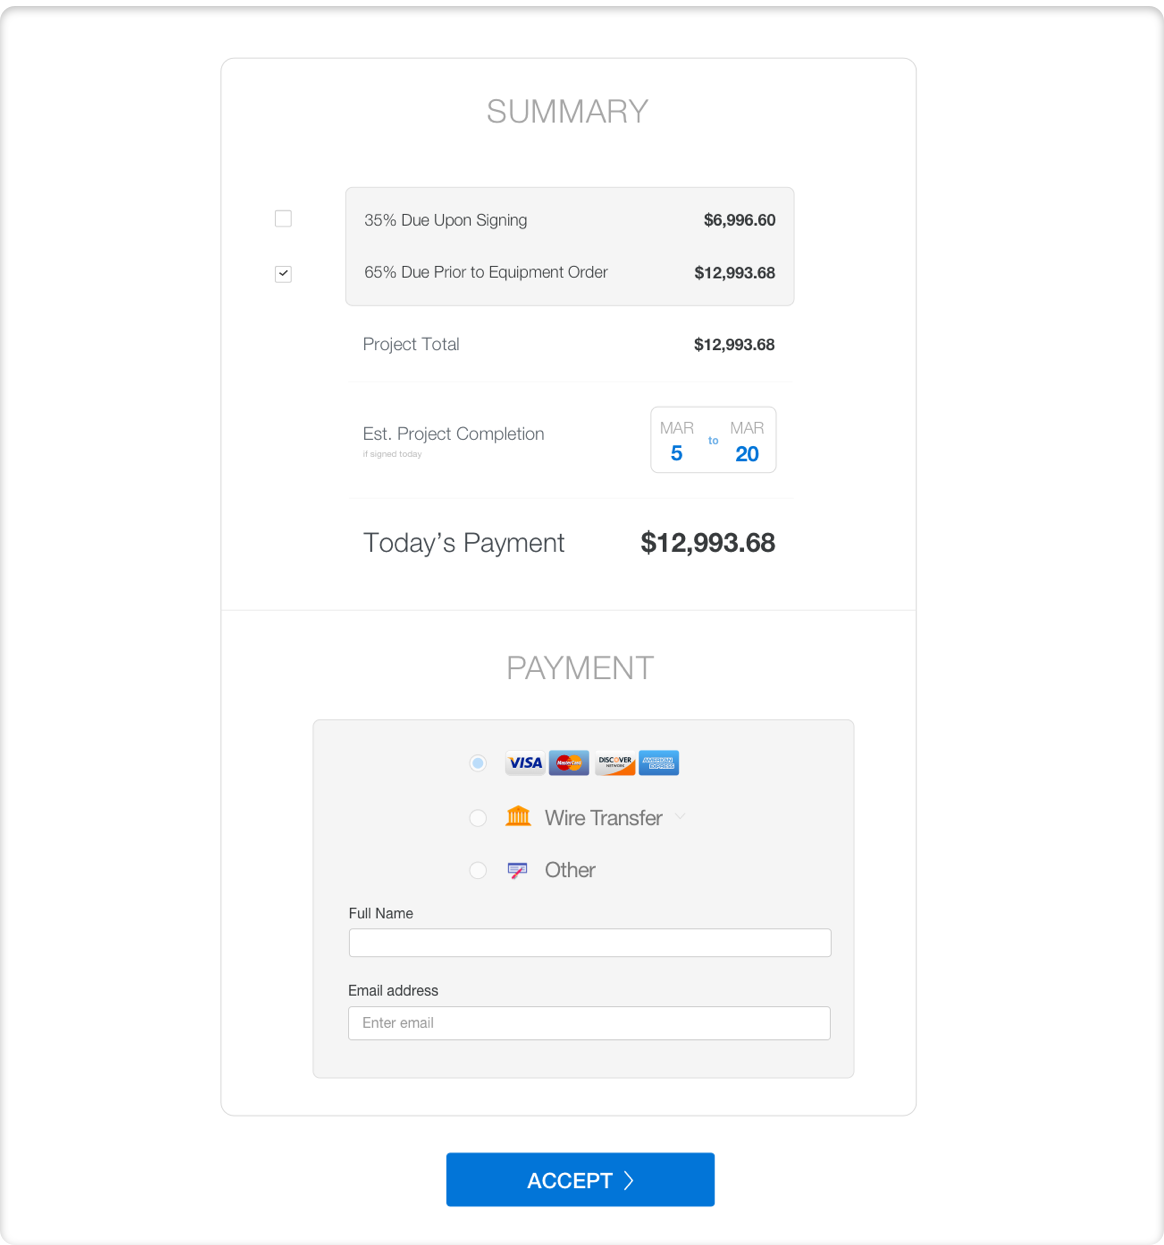 SUMMARY
35% Due Upon Signing $6,996.60
65% Due Prior to Equipment Order $12,993.68
Project Total $12,993.68
Est. Project Completion
if signed today
MAR 5 to MAR 20
Today’s Payment $12,993.68
PAYMENT
VISA MasterCard DISCOVER NETWORK AMERICAN EXPRESS
Wire Transfer
Other
Full Name
Email address
Enter email
ACCEPT